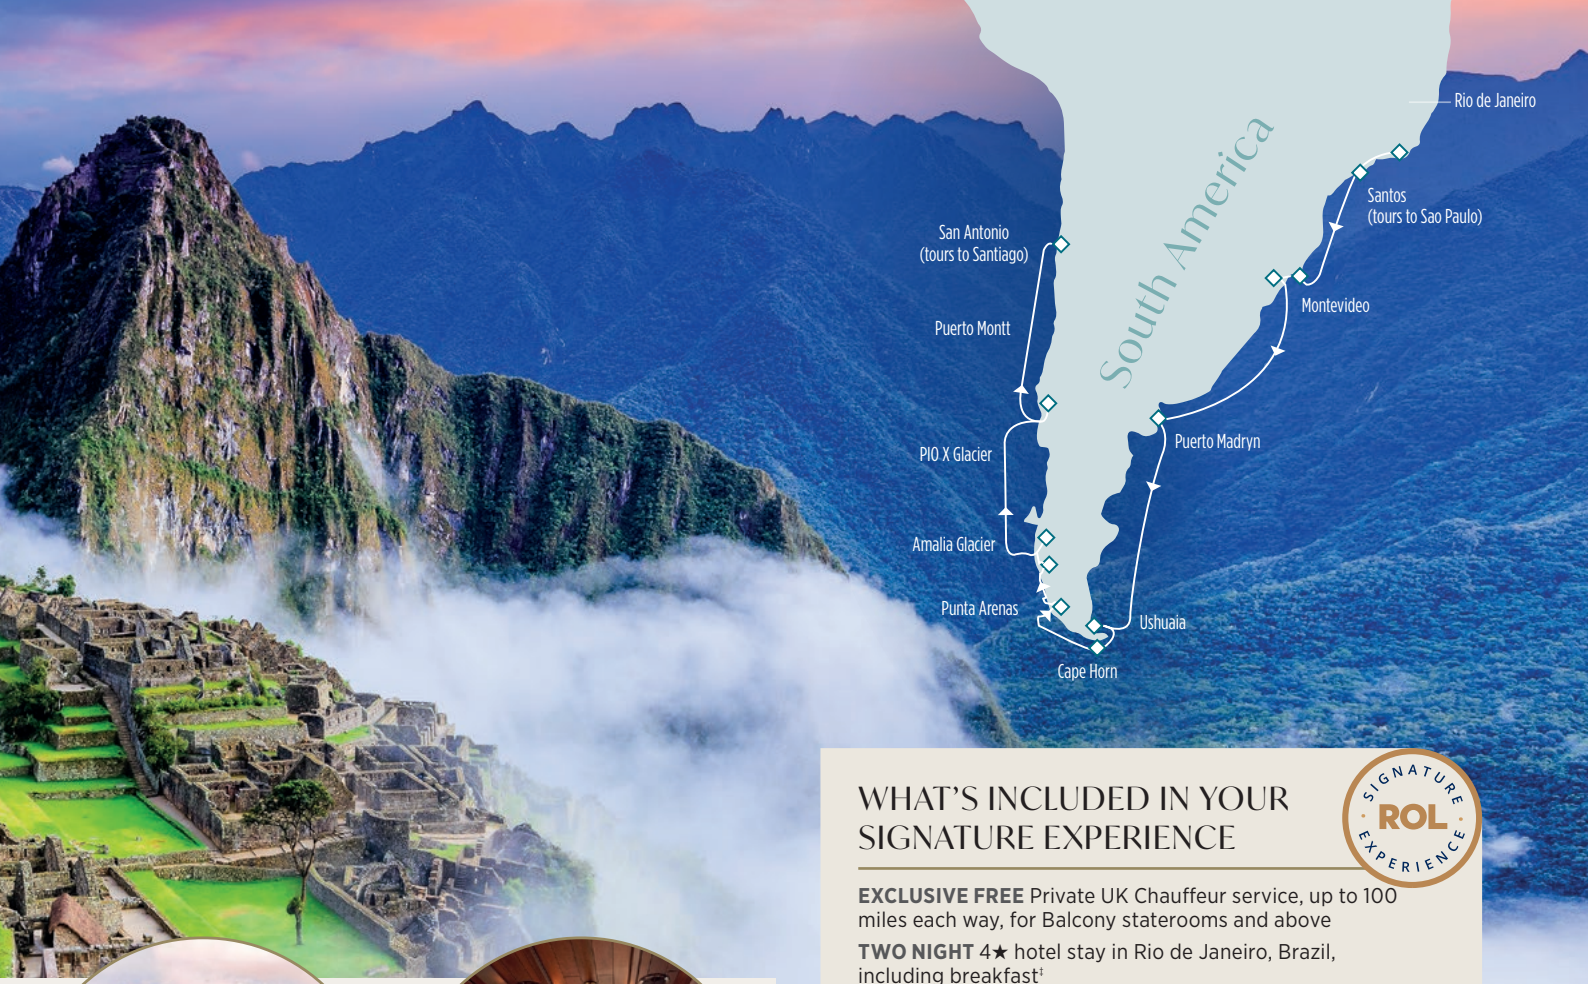 Rio de Janeiro
Santos
(tours to Sao Paulo)
San Antonio
(tours to Santiago)
South America
Montevideo
Puerto Montt
Puerto Madryn
PIO X Glacier
Amalia Glacier
Punta Arenas
Ushuaia
Cape Horn
WHAT’S INCLUDED IN YOUR
SIGNATURE EXPERIENCE
SIGNATURE
ROL
EXPERIENCE
EXCLUSIVE FREE Private UK Chauffeur service, up to 100
miles each way, for Balcony staterooms and above
TWO NIGHT 4★ hotel stay in Rio de Janeiro, Brazil,
including breakfast‡